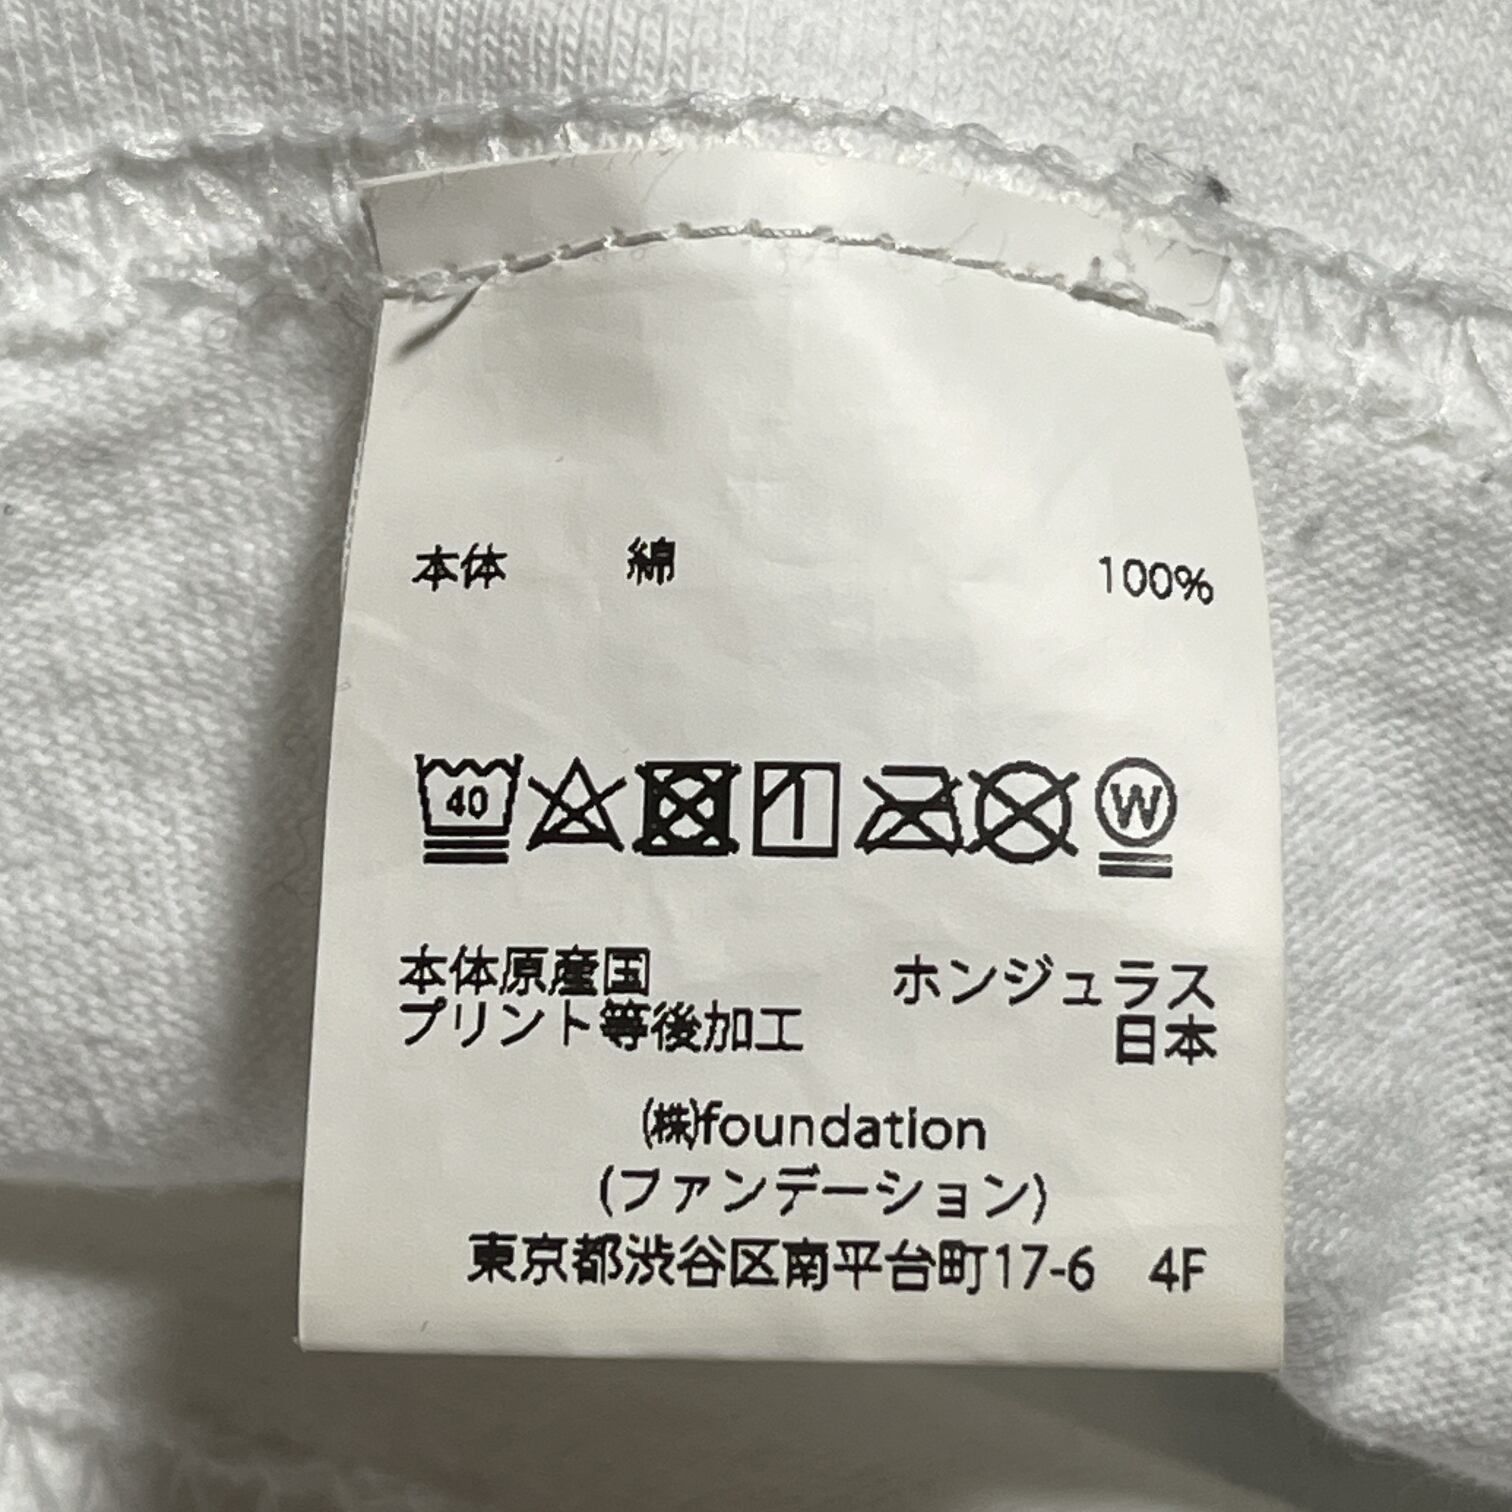 本体 綿 100%
40 W
本体原産国 ホンジュラス
プリント等後加工 日本
(株)foundation
(ファンデーション)
東京都渋谷区南平台町17-6 4F